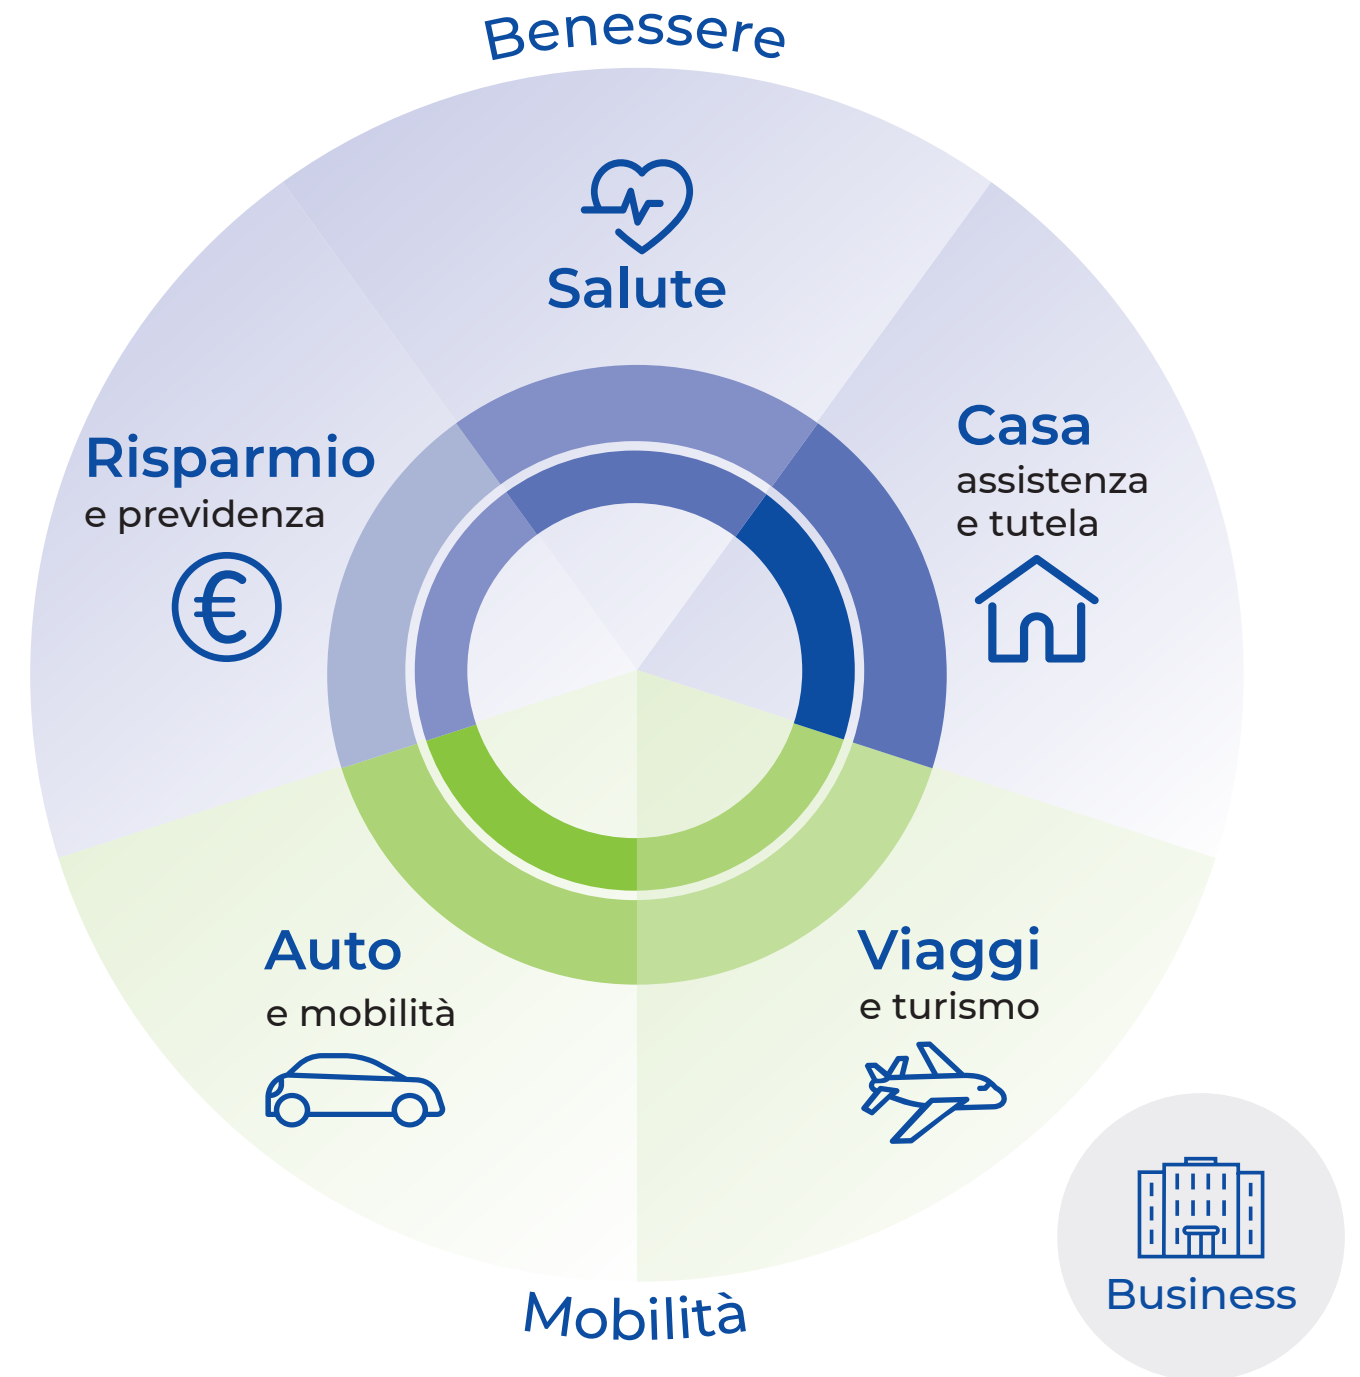 Benessere
Salute
Risparmio
e previdenza
Casa
assistenza
e tutela
Auto
e mobilità
Viaggi
e turismo
Business
Mobilità